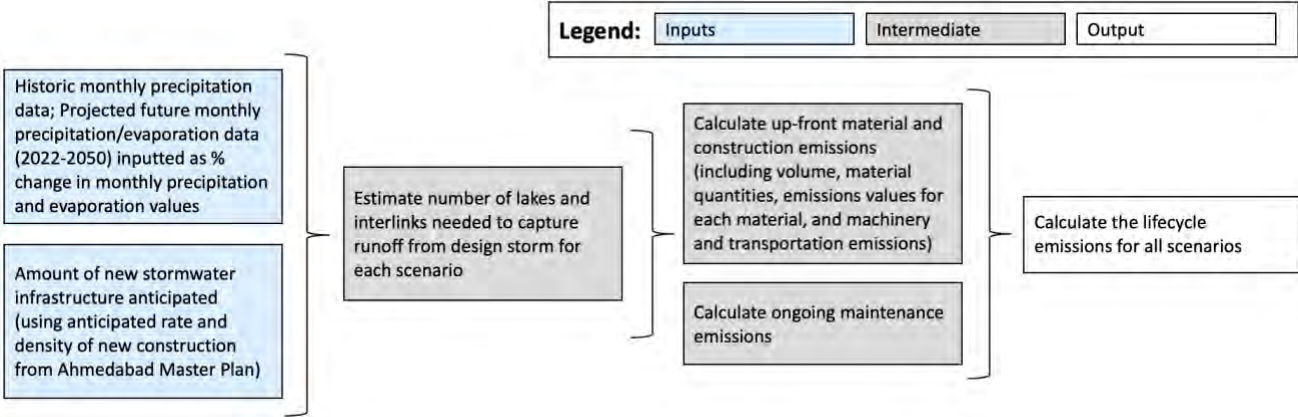 Legend: Inputs Intermediate Output
Historic monthly precipitation
data; Projected future monthly
precipitation/evaporation data
(2022-2050) inputted as %
change in monthly precipitation
and evaporation values
Amount of new stormwater
infrastructure anticipated
(using anticipated rate and
density of new construction
from Ahmedabad Master Plan)
Estimate number of lakes and
interlinks needed to capture
runoff from design storm for
each scenario
Calculate up-front material and
construction emissions
(including volume, material
quantities, emissions values for
each material, and machinery
and transportation emissions)
Calculate ongoing maintenance
emissions
Calculate the lifecycle
emissions for all scenarios